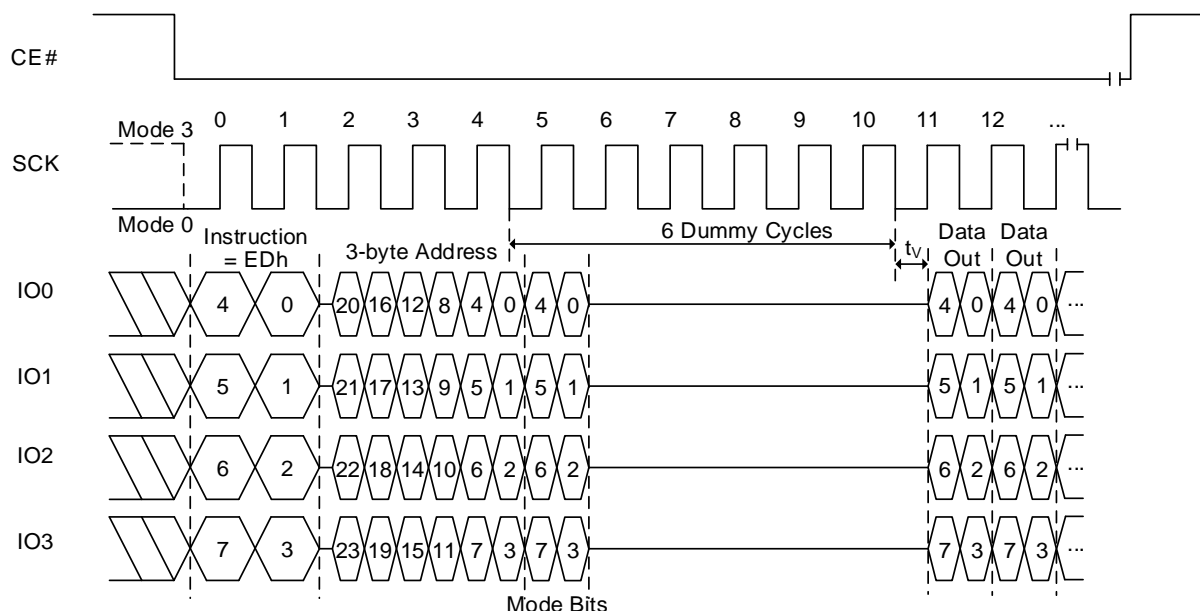 CE#
0 1 2 3 4 5 6 7 8 9 10 11 12 ...
Mode 3
SCK
Mode 0
Instruction
= EDh
3-byte Address
6 Dummy Cycles
tV
Data
Out
Data
Out
IO0
4 0 20 16 12 8 4 0 4 0 4 0 4 0 ...
IO1
5 1 21 17 13 9 5 1 5 1 5 1 5 1 ...
IO2
6 2 22 18 14 10 6 2 6 2 6 2 6 2 ...
IO3
7 3 23 19 15 11 7 3 7 3 7 3 7 3 ...
Mode Bits